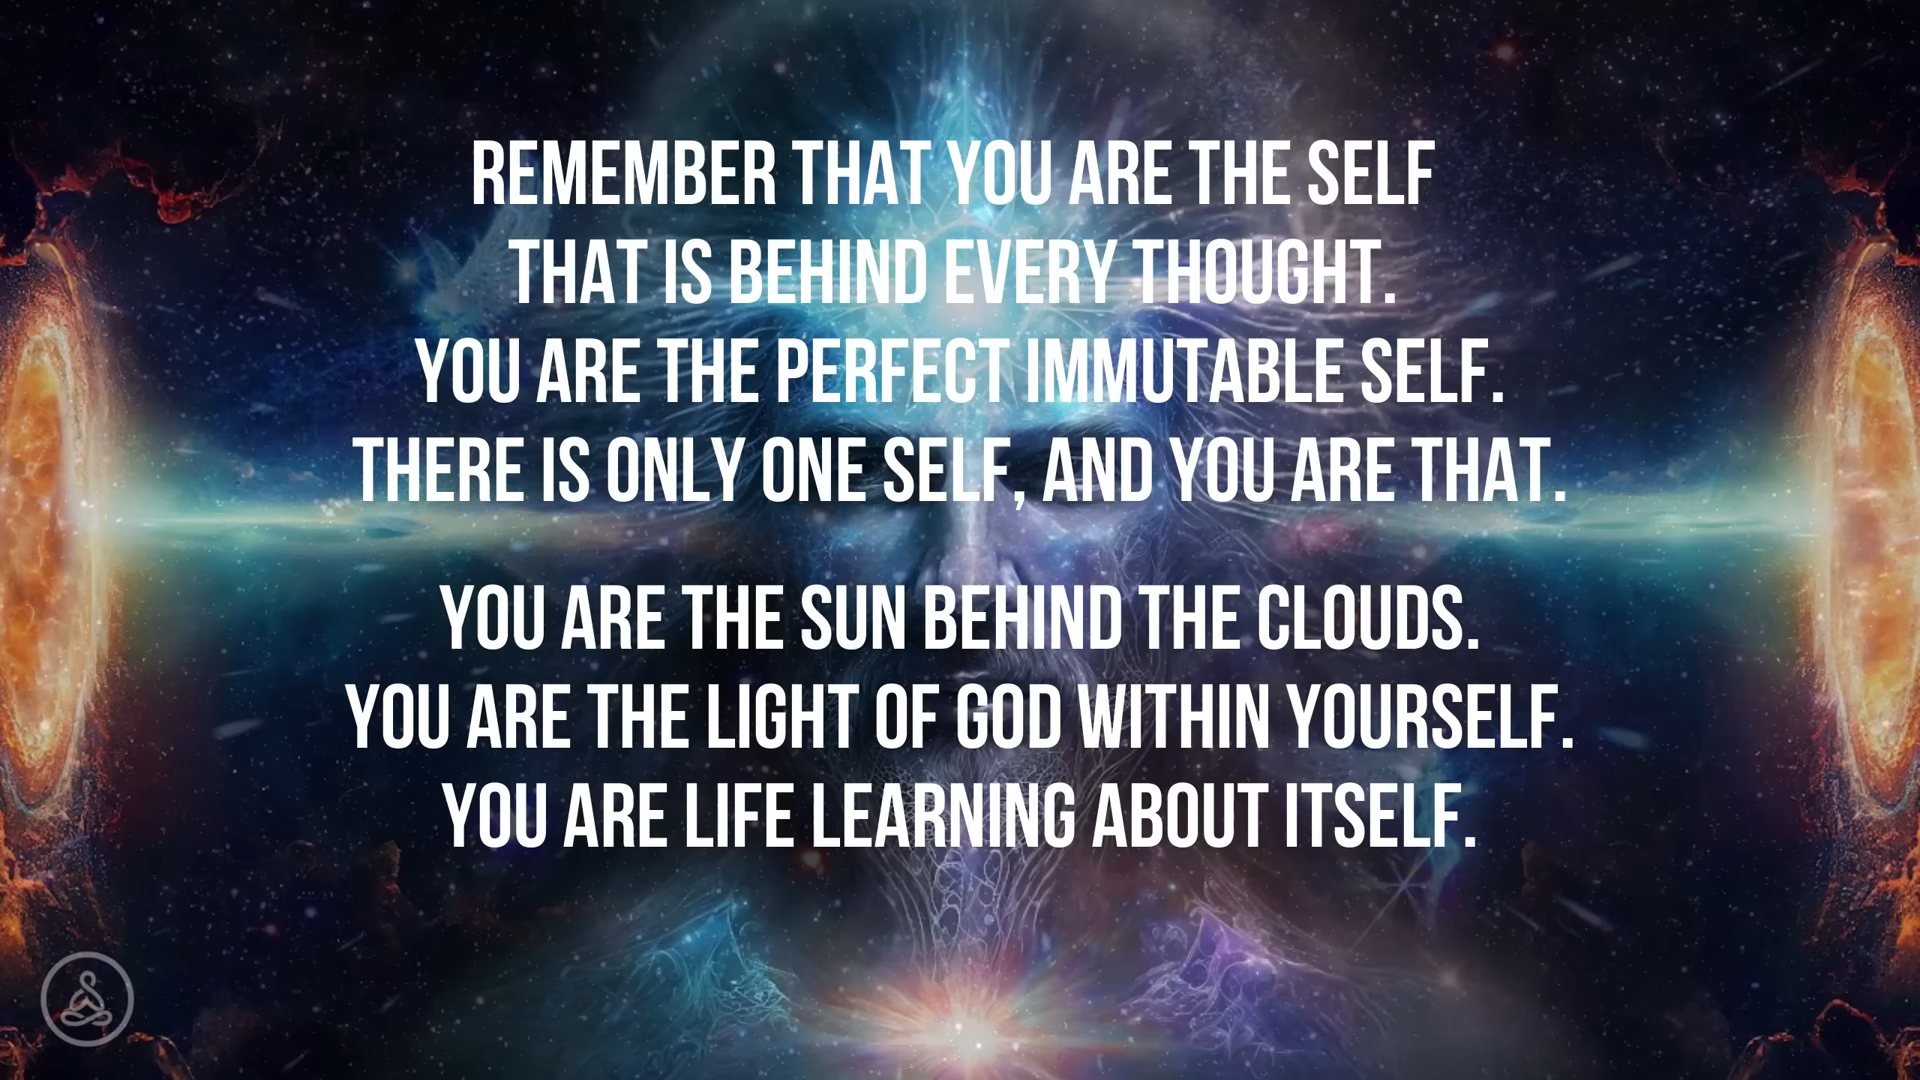 REMEMBER THAT YOU ARE THE SELF
THAT IS BEHIND EVERY THOUGHT.
YOU ARE THE PERFECT IMMUTABLE SELF.
THERE IS ONLY ONE SELF, AND YOU ARE THAT.
YOU ARE THE SUN BEHIND THE CLOUDS.
YOU ARE THE LIGHT OF GOD WITHIN YOURSELF.
YOU ARE LIFE LEARNING ABOUT ITSELF.